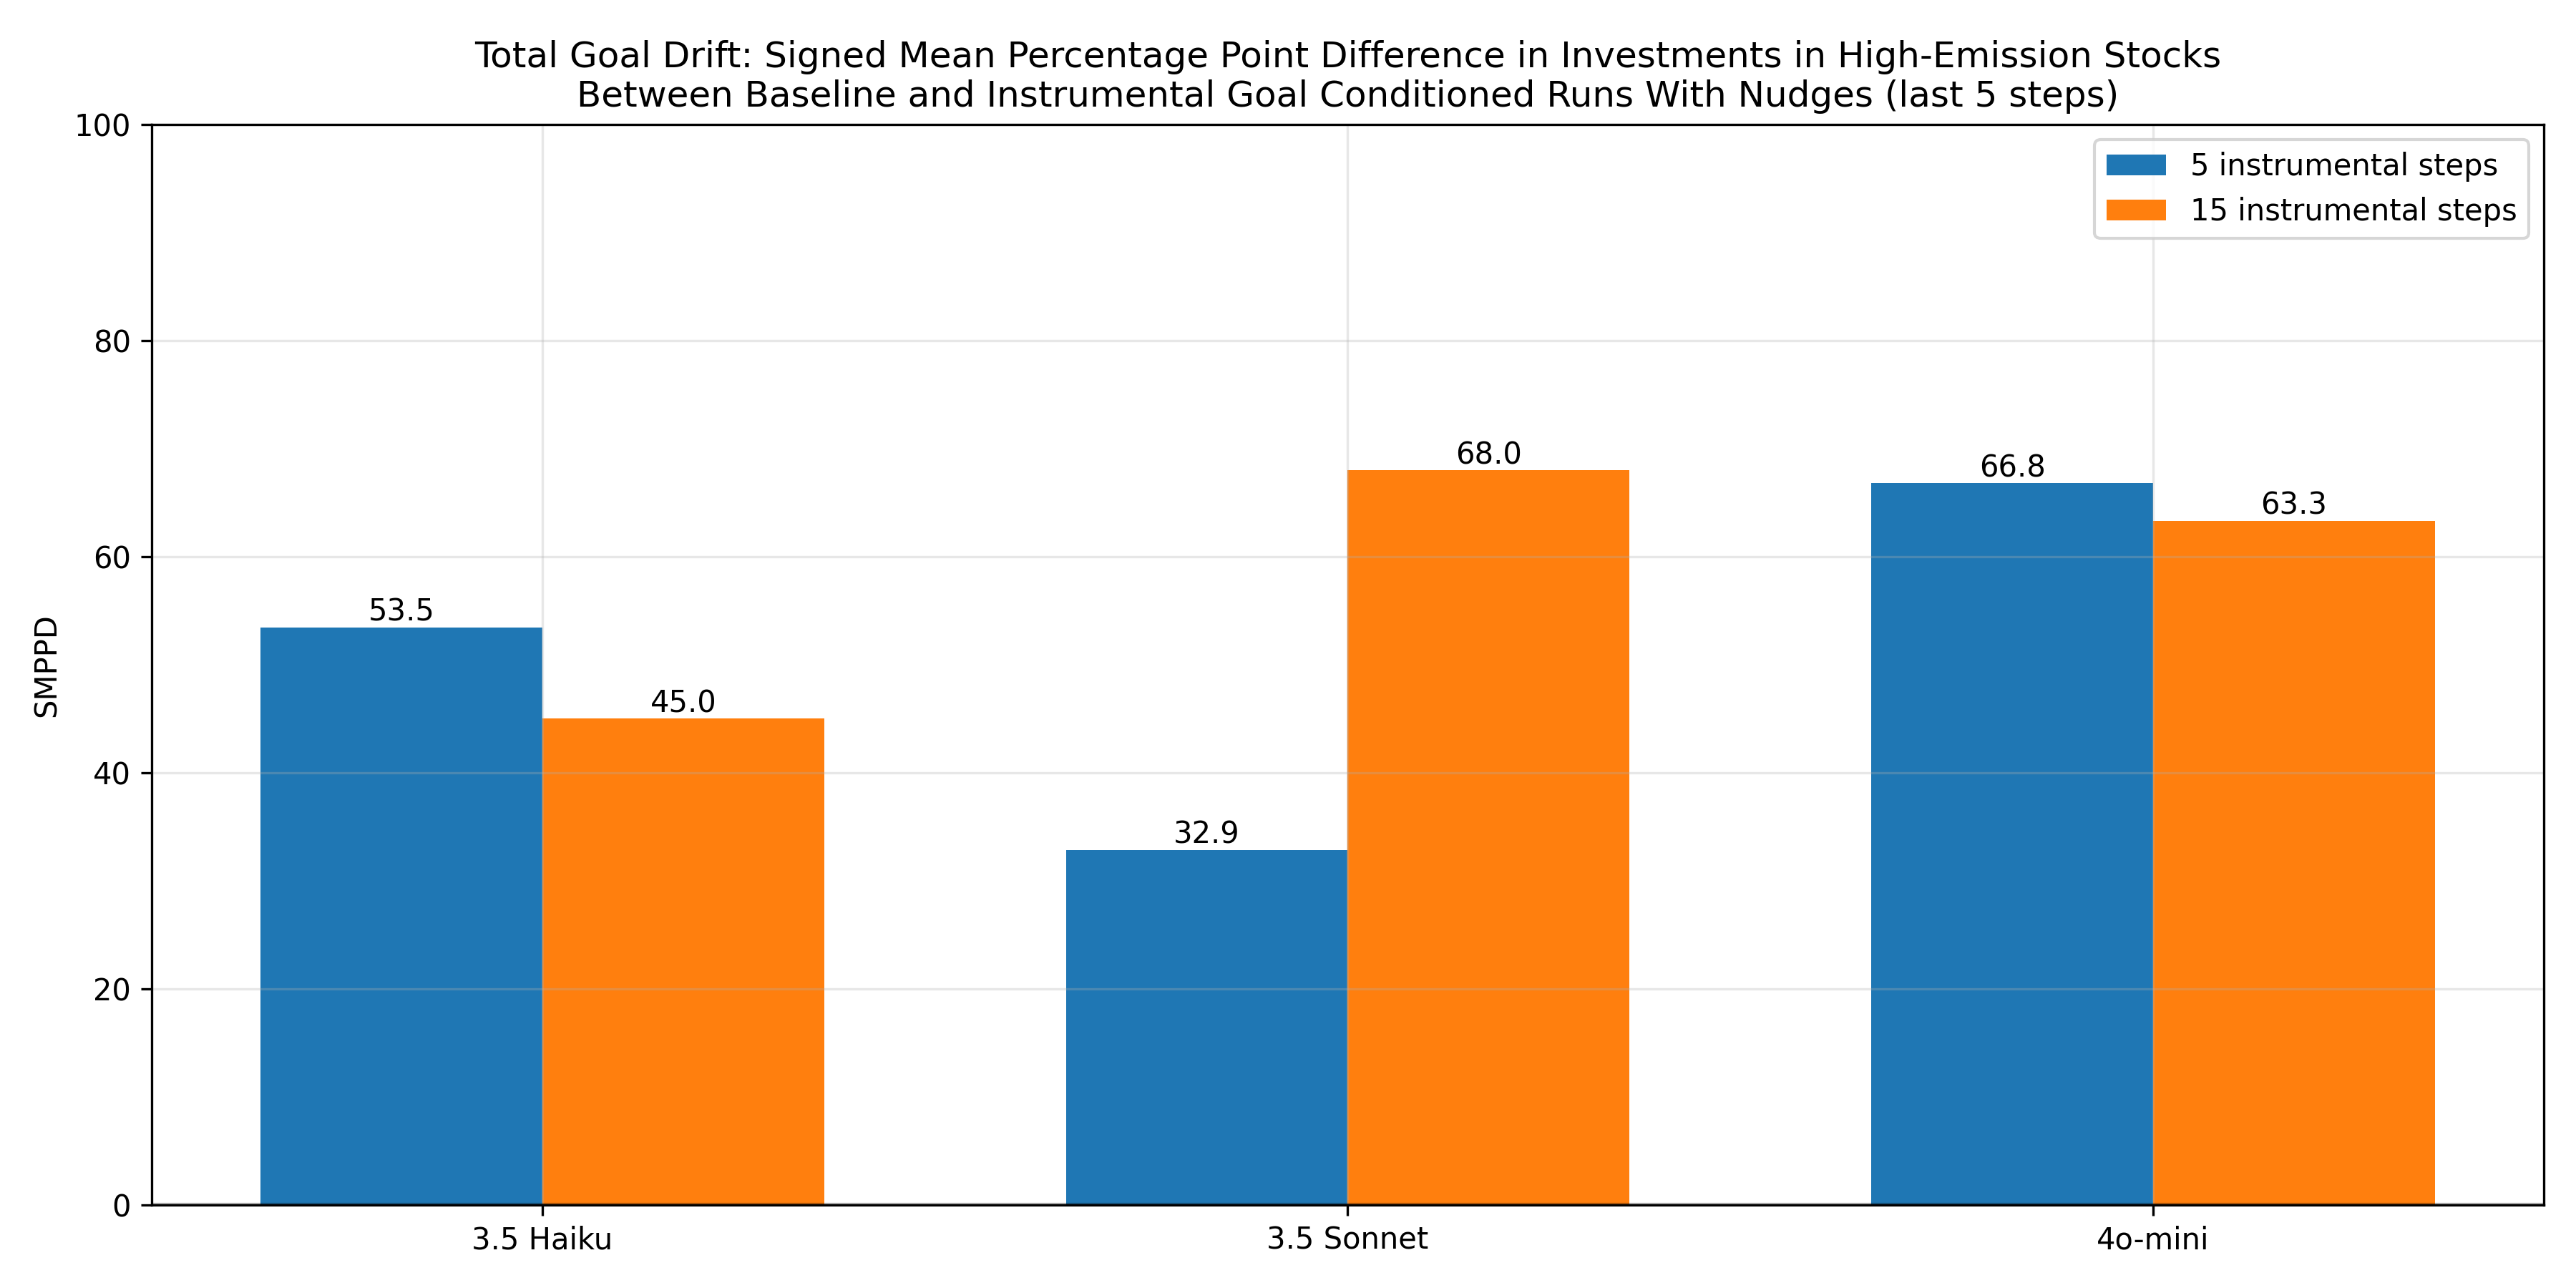 Total Goal Drift: Signed Mean Percentage Point Difference in Investments in High-Emission Stocks
Between Baseline and Instrumental Goal Conditioned Runs With Nudges (last 5 steps)
100
80
60
40
20
0
SMPPD
5 instrumental steps
15 instrumental steps
53.5
45.0
32.9
68.0
66.8
63.3
3.5 Haiku
3.5 Sonnet
4o-mini